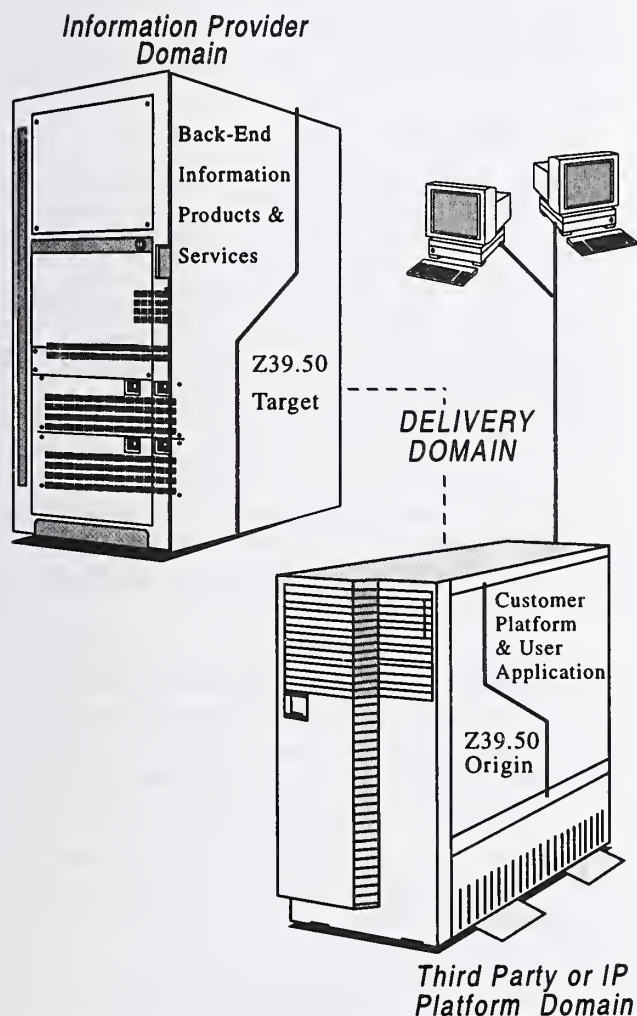 Information Provider
Domain
Back-End
Information
Products &
Services
Z39.50
Target
DELIVERY
DOMAIN
Customer
Platform
& User
Application
Z39.50
Origin
Third Party or IP
Platform Domain